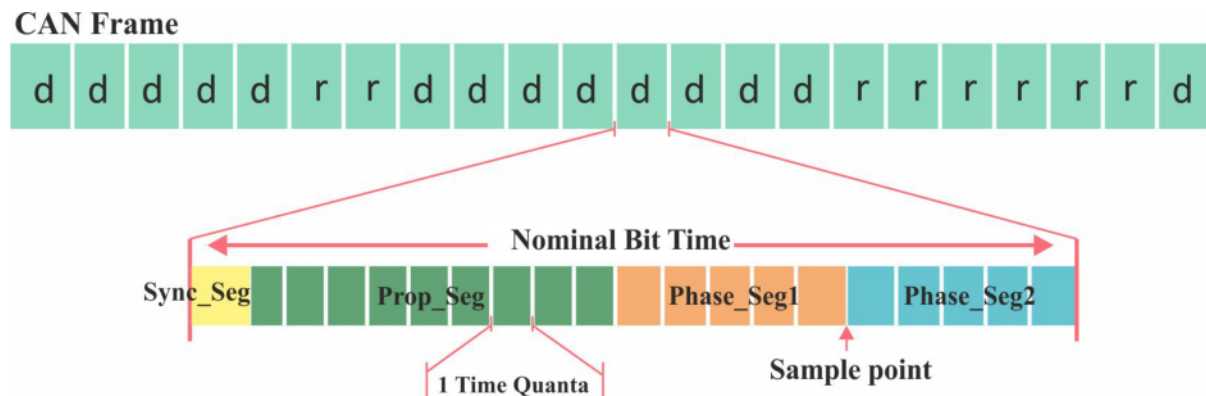 CAN Frame
d d d d d r r d d d d d d d d r r r r r r d
Nominal Bit Time
Sync_Seg Prop_Seg Phase_Seg1 Phase_Seg2
1 Time Quanta
Sample point